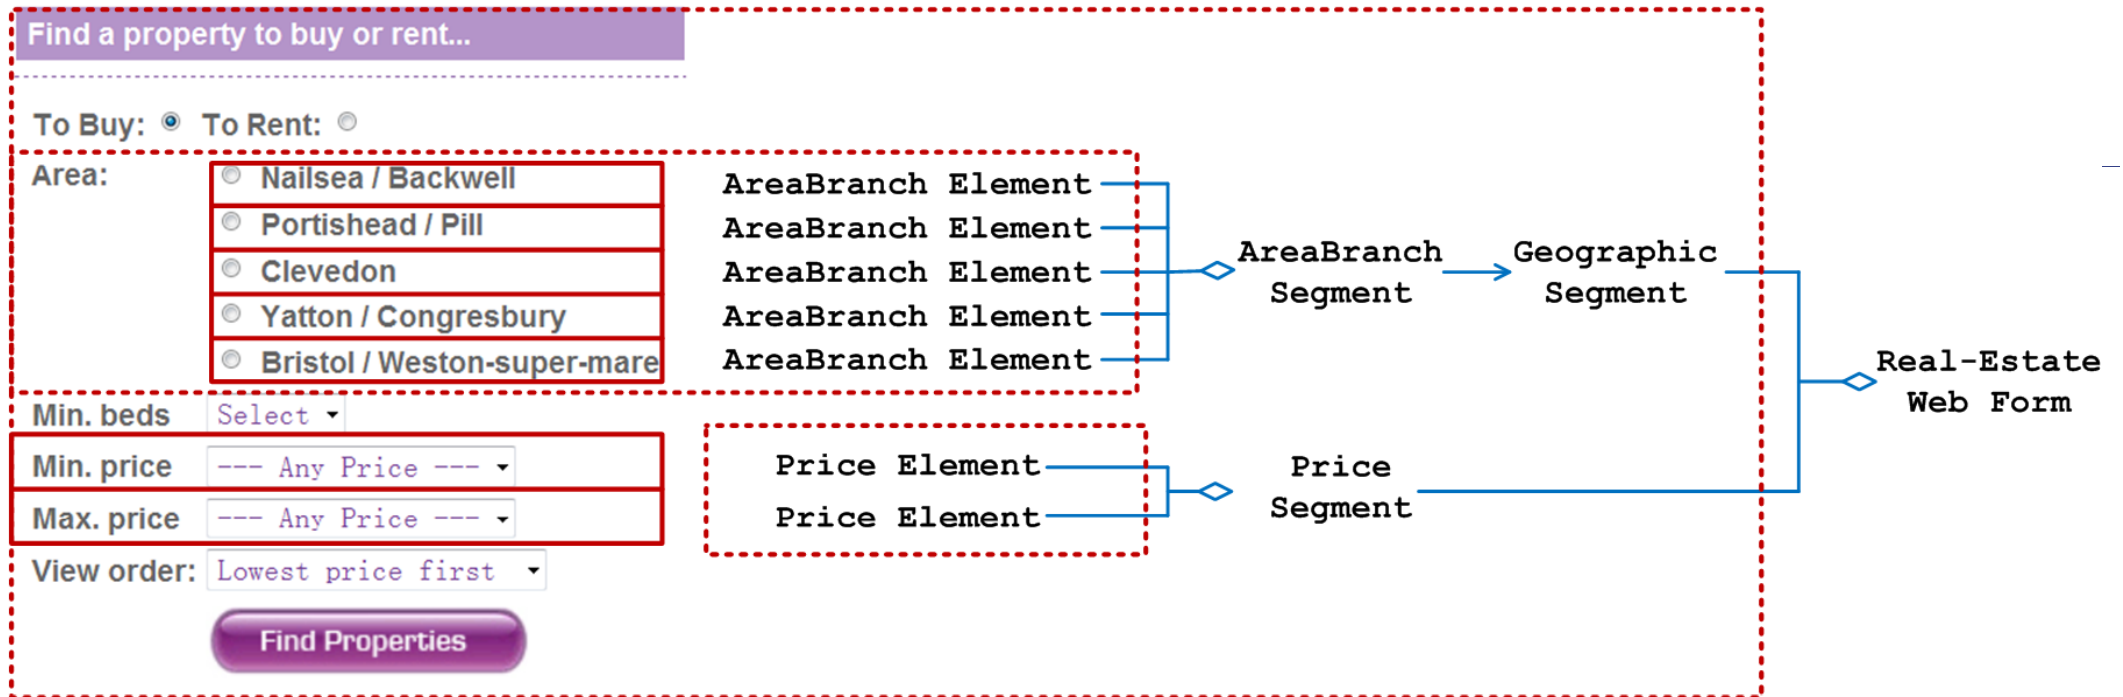 Find a property to buy or rent...
To Buy: To Rent:
Area:
Nailsea / Backwell
AreaBranch Element
Portishead / Pill
AreaBranch Element
Clevedon
AreaBranch Element
Yatton / Congresbury
AreaBranch Element
Bristol / Weston-super-mare
AreaBranch Element
AreaBranch
Segment
Geographic
Segment
Real-Estate
Web Form
Min. beds Select
Min. price --- Any Price ---
Price Element
Max. price --- Any Price ---
Price Element
Price
Segment
View order: Lowest price first
Find Properties